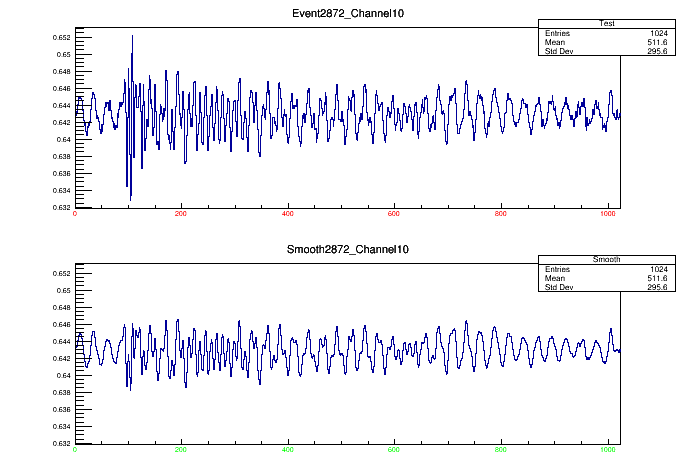 Event2872_Channel10
Test
Entries 1024
Mean 511.6
Std Dev 295.6
0.652
0.65
0.648
0.646
0.644
0.642
0.64
0.638
0.636
0.634
0.632
0 200 400 600 800 1000
Smooth2872_Channel10
Smooth
Entries 1024
Mean 511.6
Std Dev 295.6
0.652
0.65
0.648
0.646
0.644
0.642
0.64
0.638
0.636
0.634
0.632
0 200 400 600 800 1000